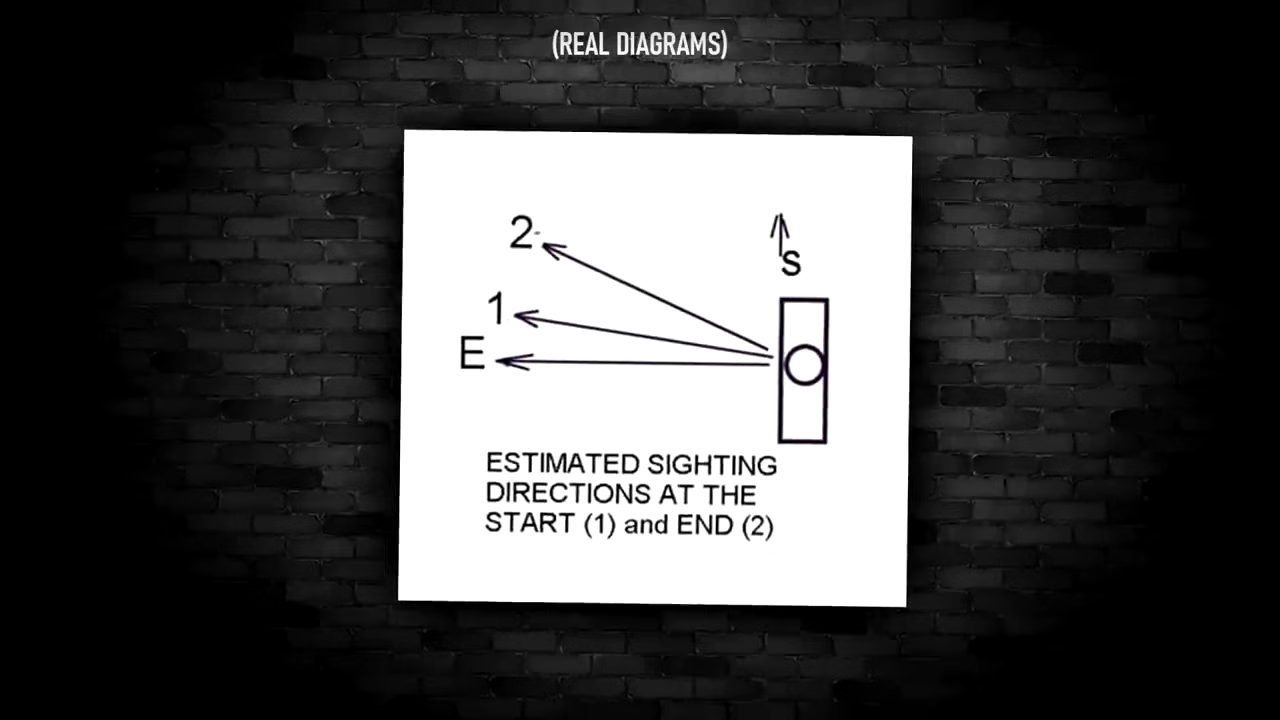 (REAL DIAGRAMS)
2
S
1
E
ESTIMATED SIGHTING
DIRECTIONS AT THE
START (1) and END (2)